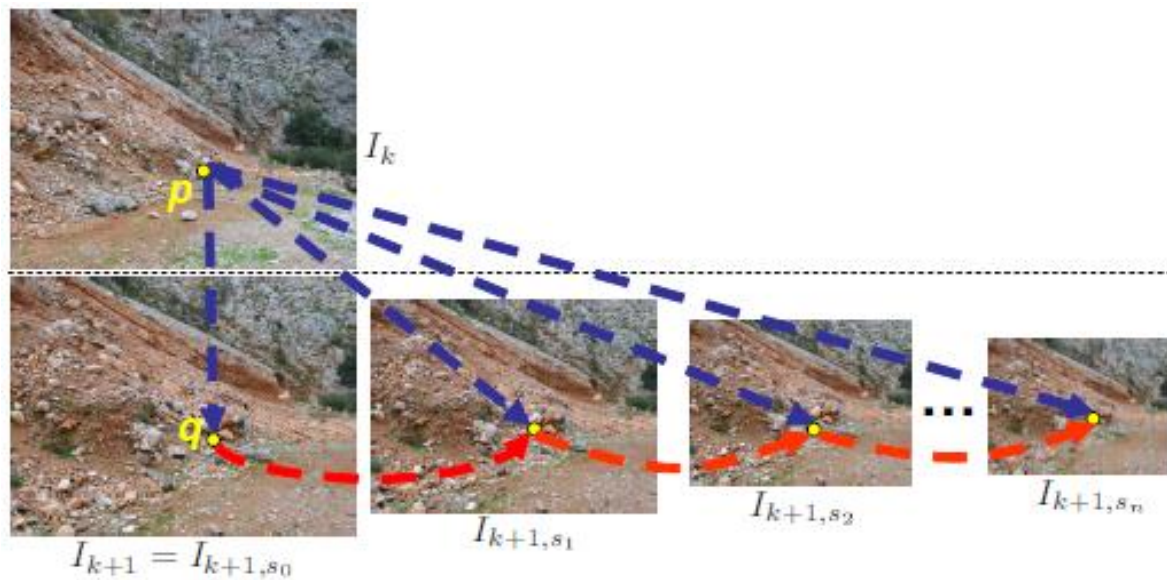 I_k
p
q
...
I_{k+1} = I_{k+1,s_0}
I_{k+1,s_1}
I_{k+1,s_2}
I_{k+1,s_n}